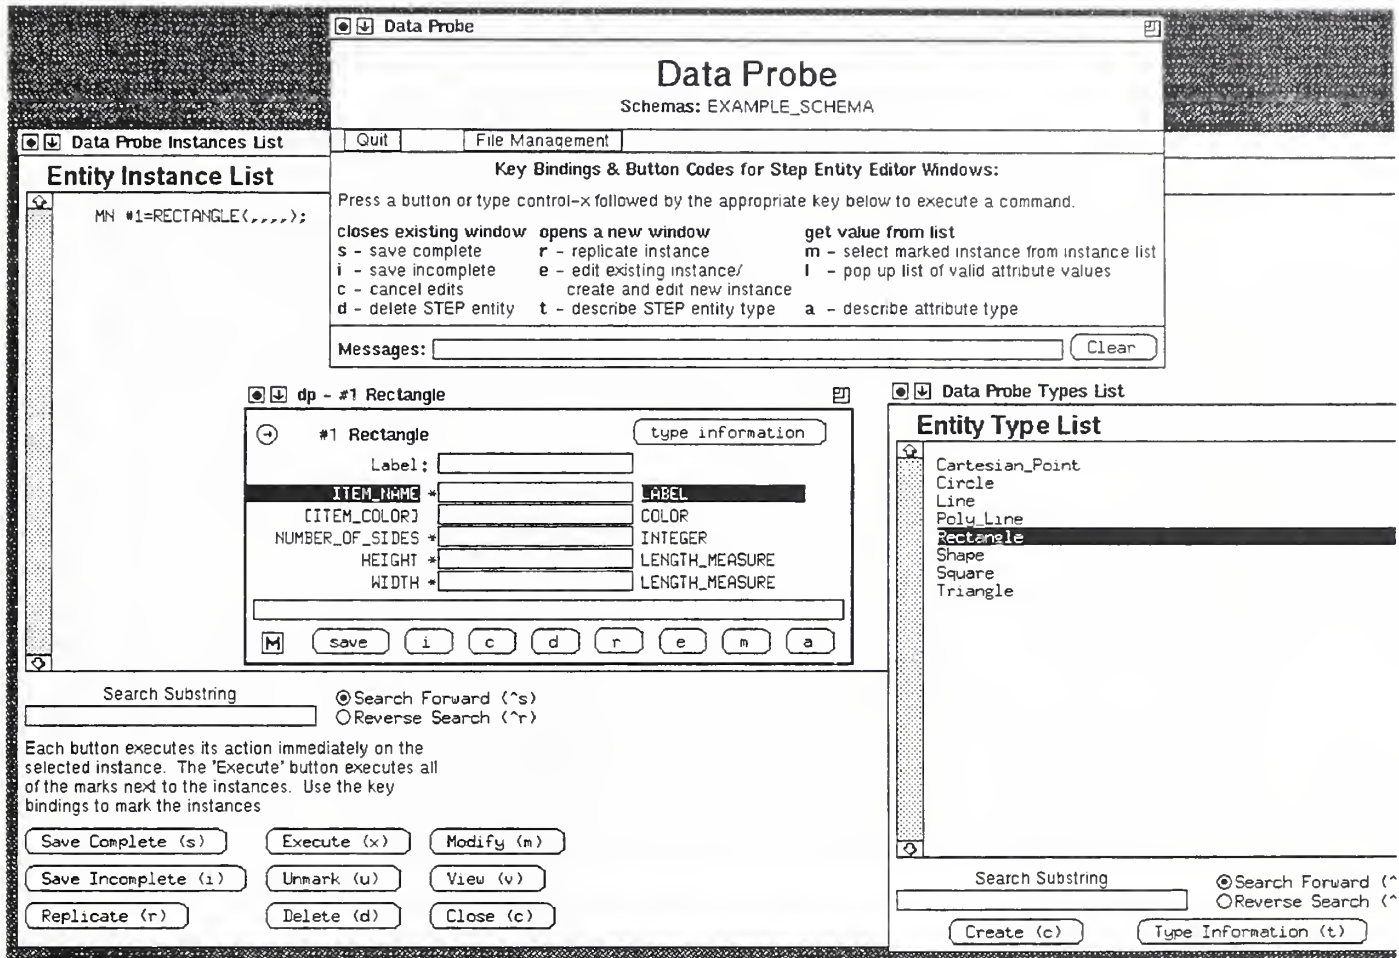 Data Probe
Data Probe
Schemas: EXAMPLE_SCHEMA
Quit File Management
Key Bindings & Button Codes for Step Entity Editor Windows:
Press a button or type control-x followed by the appropriate key below to execute a command.
closes existing window opens a new window get value from list
s - save complete r - replicate instance m - select marked instance from instance list
i - save incomplete e - edit existing instance/ l - pop up list of valid attribute values
c - cancel edits create and edit new instance
d - delete STEP entity t - describe STEP entity type a - describe attribute type
Messages: Clear
Data Probe Instances List
Entity Instance List
MN #1=RECTANGLE(,,,,);
dp - #1 Rectangle
#1 Rectangle type information
Label:
ITEM_NAME * LABEL
[ITEM_COLOR] COLOR
NUMBER_OF_SIDES * INTEGER
HEIGHT * LENGTH_MEASURE
WIDTH * LENGTH_MEASURE
M save i c d r e m a
Search Substring
Search Forward (^s)
Reverse Search (^r)
Each button executes its action immediately on the
selected instance. The 'Execute' button executes all
of the marks next to the instances. Use the key
bindings to mark the instances
Save Complete (s) Execute (x) Modify (m)
Save Incomplete (i) Unmark (u) View (v)
Replicate (r) Delete (d) Close (c)
Data Probe Types List
Entity Type List
Cartesian_Point
Circle
Line
Poly_Line
Rectangle
Shape
Square
Triangle
Search Substring
Search Forward (^
Reverse Search (^
Create (c) Type Information (t)